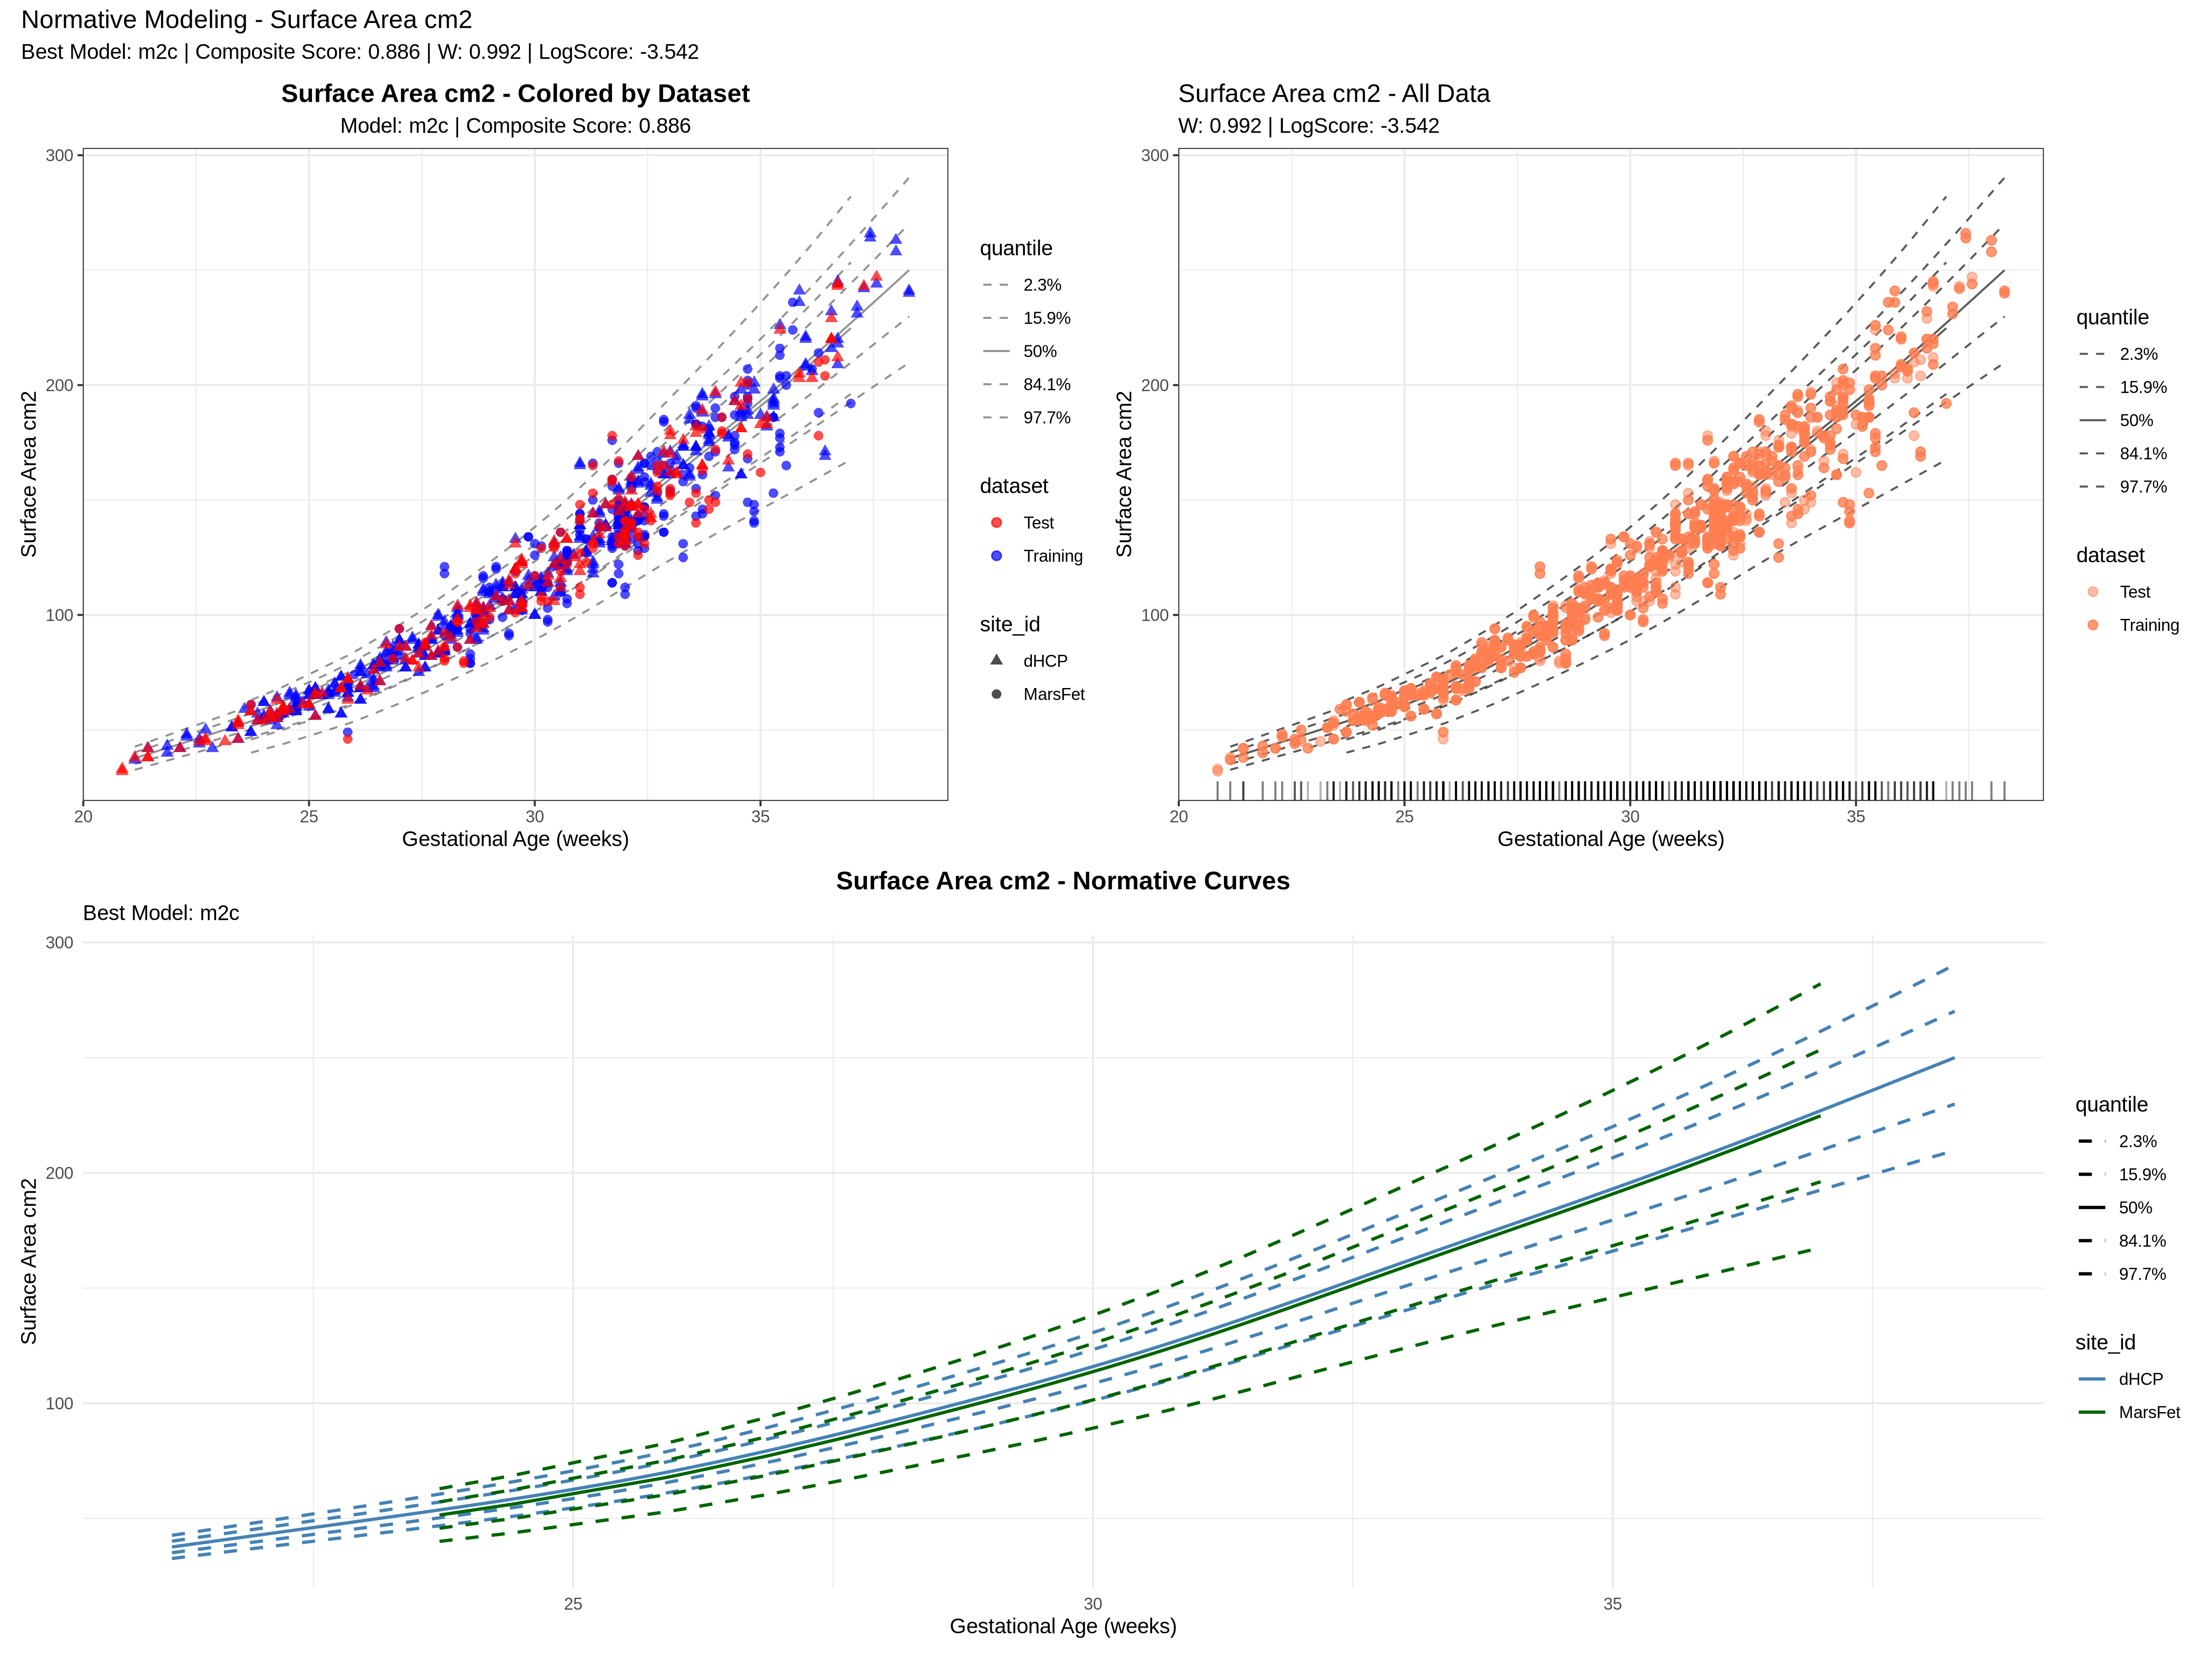 Normative Modeling - Surface Area cm2
Best Model: m2c | Composite Score: 0.886 | W: 0.992 | LogScore: -3.542
Surface Area cm2 - Colored by Dataset
Model: m2c | Composite Score: 0.886
300
200
100
Surface Area cm2
20
25
30
35
Gestational Age (weeks)
quantile
2.3%
15.9%
50%
84.1%
97.7%
dataset
Test
Training
site_id
dHCP
MarsFet
Surface Area cm2 - All Data
W: 0.992 | LogScore: -3.542
300
200
100
Surface Area cm2
20
25
30
35
Gestational Age (weeks)
quantile
2.3%
15.9%
50%
84.1%
97.7%
dataset
Test
Training
Surface Area cm2 - Normative Curves
Best Model: m2c
300
200
100
Surface Area cm2
25
30
35
Gestational Age (weeks)
quantile
2.3%
15.9%
50%
84.1%
97.7%
site_id
dHCP
MarsFet